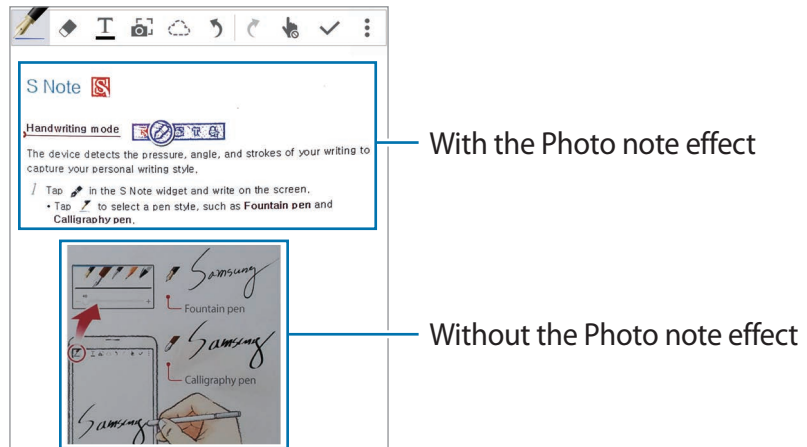 T
S Note S
Handwriting mode
With the Photo note effect
The device detects the pressure, angle, and strokes of your writing to
capture your personal writing style.
1 Tap in the S Note widget and write on the screen.
• Tap to select a pen style, such as Fountain pen and
Calligraphy pen.
Samsung
Fountain pen
Without the Photo note effect
Samsung
Calligraphy pen
Samsung